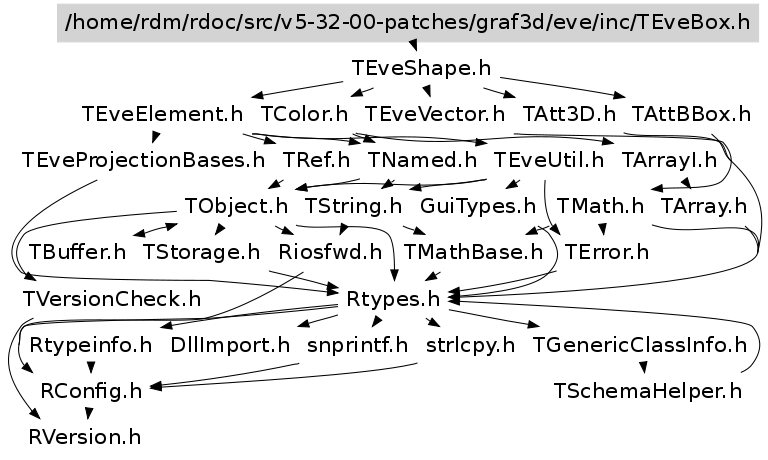 /home/rdm/rdoc/src/v5-32-00-patches/graf3d/eve/inc/TEveBox.h
TEveShape.h
TEveElement.h TColor.h TEveVector.h TAtt3D.h TAttBBox.h
TEveProjectionBases.h TRef.h TNamed.h TEveUtil.h TArrayI.h
TObject.h TString.h GuiTypes.h TMath.h TArray.h
TBuffer.h TStorage.h Riosfwd.h TMathBase.h TError.h
TVersionCheck.h Rtypes.h
Rtypeinfo.h DllImport.h snprintf.h strlcpy.h TGenericClassInfo.h
RConfig.h TSchemaHelper.h
RVersion.h